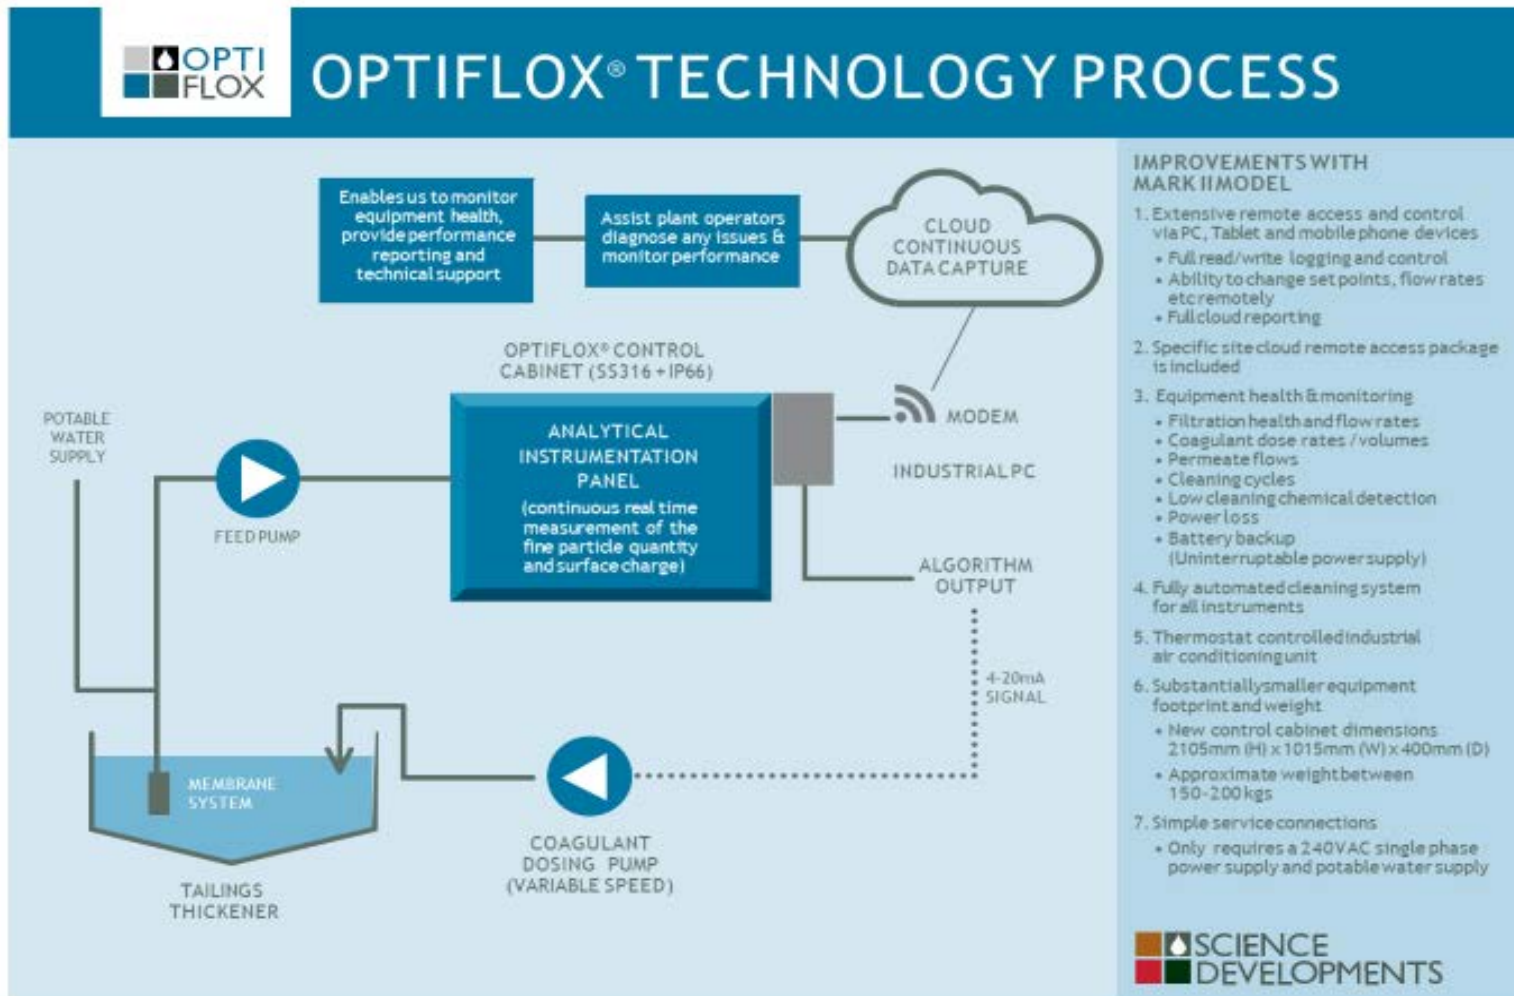 OPTI
FLOX
OPTIFLOX® TECHNOLOGY PROCESS
Enables us to monitor
equipment health,
provide performance
reporting and
technical support
Assist plant operators
diagnose any issues &
monitor performance
CLOUD
CONTINUOUS
DATA CAPTURE
OPTIFLOX® CONTROL
CABINET (SS316 + IP66)
POTABLE
WATER
SUPPLY
FEED PUMP
ANALYTICAL
INSTRUMENTATION
PANEL
(continuous real time
measurement of the
fine particle quantity
and surface charge)
MODEM
INDUSTRIAL PC
ALGORITHM
OUTPUT
4-20mA
SIGNAL
MEMBRANE
SYSTEM
TAILINGS
THICKENER
COAGULANT
DOSING PUMP
(VARIABLE SPEED)
IMPROVEMENTS WITH
MARK II MODEL
1. Extensive remote access and control
via PC, Tablet and mobile phone devices
• Full read/write logging and control
• Ability to change set points, flow rates
etc remotely
• Full cloud reporting
2. Specific site cloud remote access package
is included
3. Equipment health & monitoring
• Filtration health and flow rates
• Coagulant dose rates / volumes
• Permeate flows
• Cleaning cycles
• Low cleaning chemical detection
• Power loss
• Battery backup
(Uninterruptable power supply)
4. Fully automated cleaning system
for all instruments
5. Thermostat controlled industrial
air conditioning unit
6. Substantially smaller equipment
footprint and weight
• New control cabinet dimensions
2105mm (H) x 1015mm (W) x 400mm (D)
• Approximate weight between
150-200 kgs
7. Simple service connections
• Only requires a 240VAC single phase
power supply and potable water supply
SCIENCE
DEVELOPMENTS